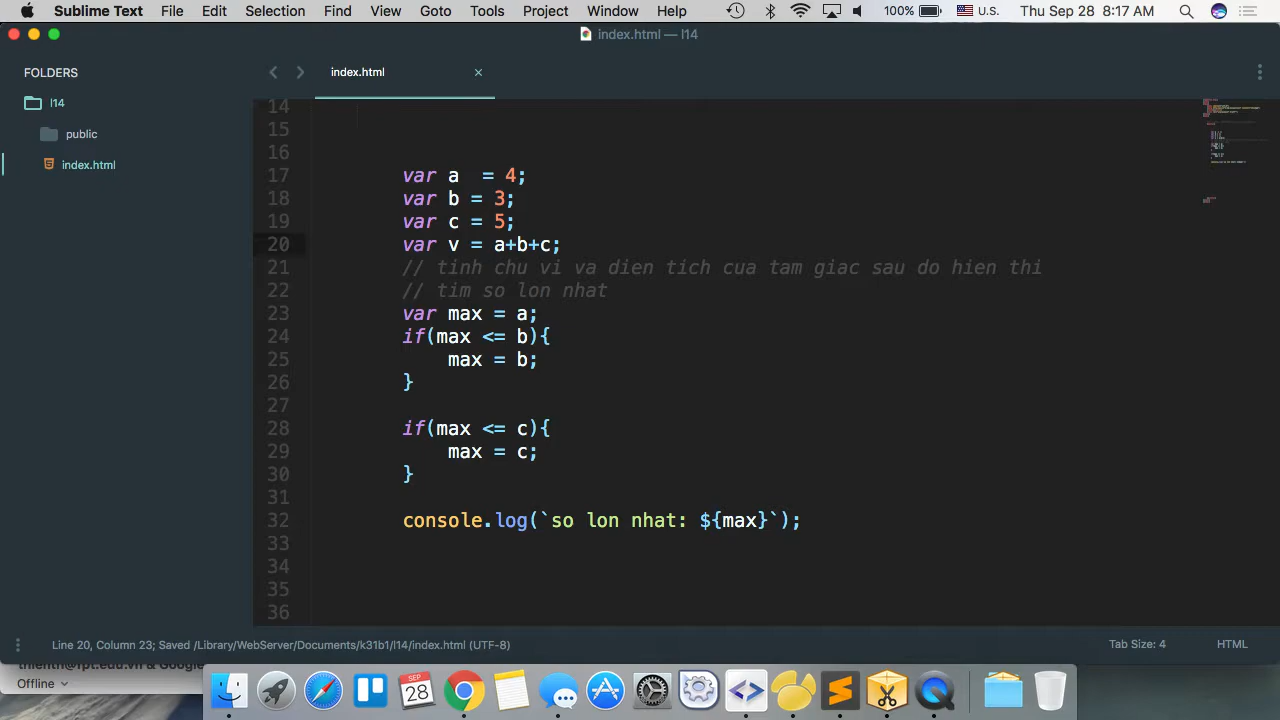 Sublime Text File Edit Selection Find View Goto Tools Project Window Help 100% U.S. Thu Sep 28 8:17 AM
index.html — l14
FOLDERS
l14
public
index.html
index.html ×
14
15
16
17 var a  = 4;
18 var b = 3;
19 var c = 5;
20 var v = a+b+c;
21 // tinh chu vi va dien tich cua tam giac sau do hien thi
22 // tim so lon nhat
23 var max = a;
24 if(max <= b){
25 max = b;
26 }
27
28 if(max <= c){
29 max = c;
30 }
31
32 console.log(`so lon nhat: ${max}`);
33
34
35
36
Line 20, Column 23; Saved /Library/WebServer/Documents/k31b1/l14/index.html (UTF-8) Tab Size: 4 HTML
thienth@fpt.edu.vn & Google
Offline
SEP
28